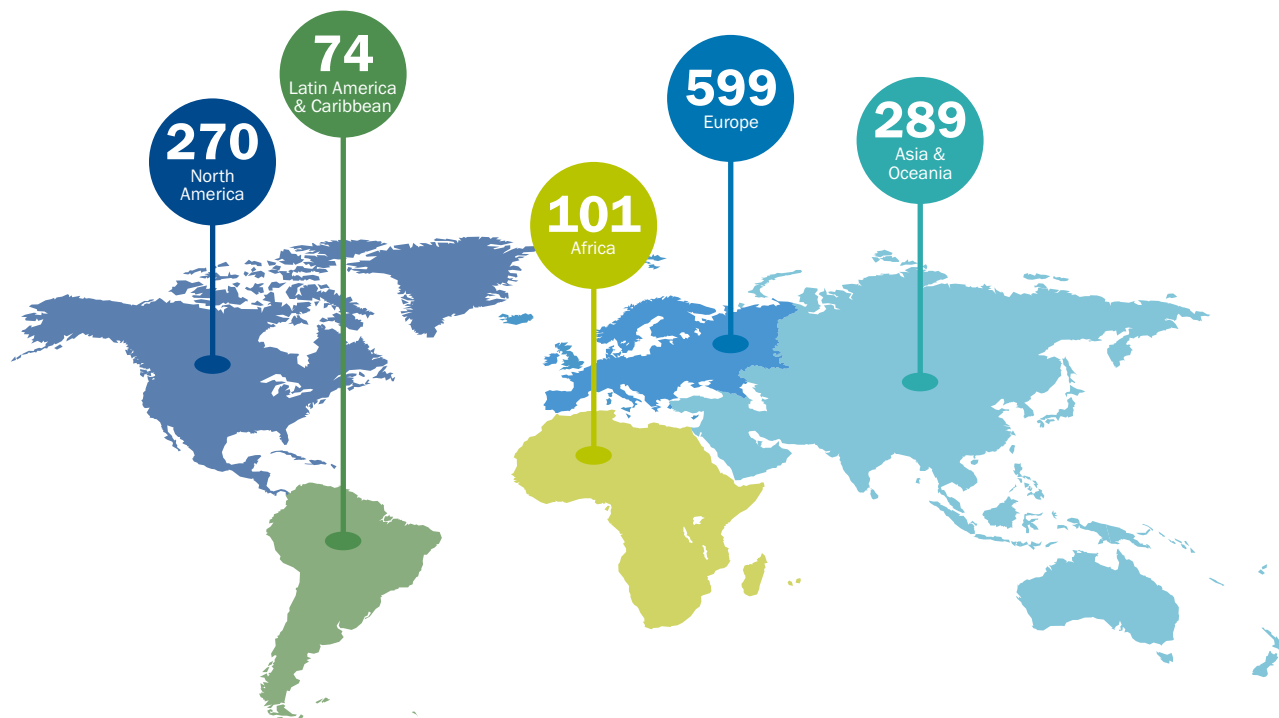 74
Latin America
& Caribbean
599
Europe
289
Asia &
Oceania
270
North
America
101
Africa